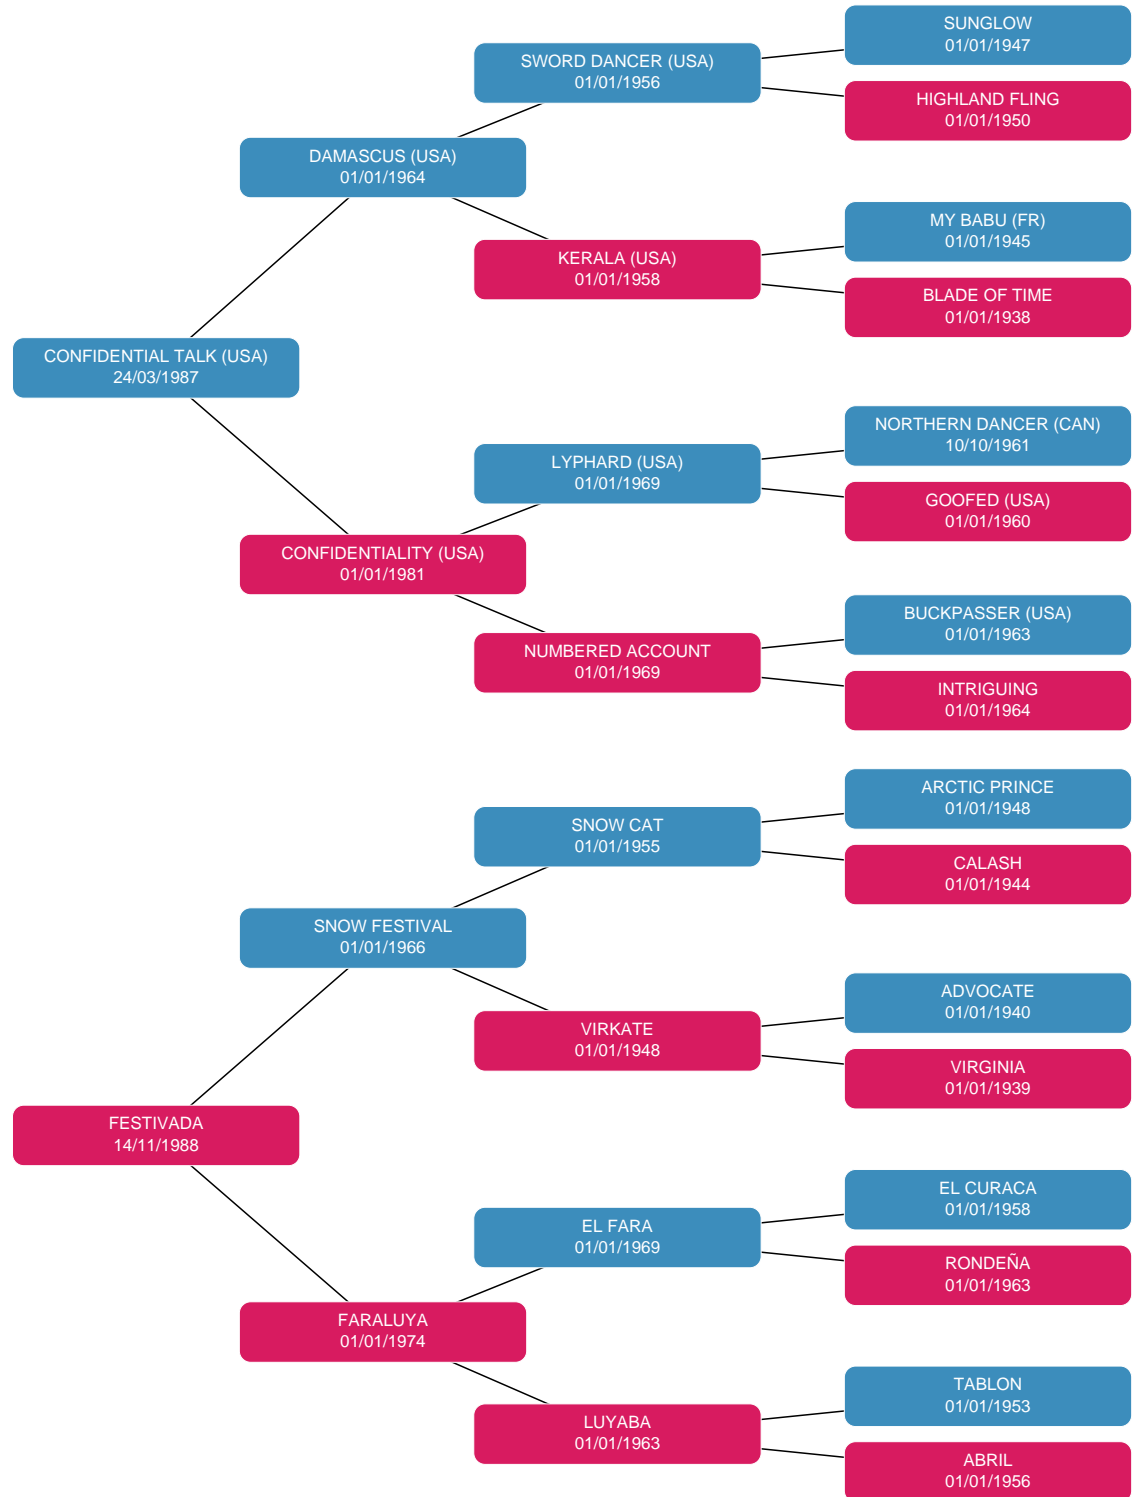 SUNGLOW
01/01/1947
SWORD DANCER (USA)
01/01/1956
HIGHLAND FLING
01/01/1950
DAMASCUS (USA)
01/01/1964
MY BABU (FR)
01/01/1945
KERALA (USA)
01/01/1958
BLADE OF TIME
01/01/1938
CONFIDENTIAL TALK (USA)
24/03/1987
NORTHERN DANCER (CAN)
10/10/1961
LYPHARD (USA)
01/01/1969
GOOFED (USA)
01/01/1960
CONFIDENTIALITY (USA)
01/01/1981
BUCKPASSER (USA)
01/01/1963
NUMBERED ACCOUNT
01/01/1969
INTRIGUING
01/01/1964
ARCTIC PRINCE
01/01/1948
SNOW CAT
01/01/1955
CALASH
01/01/1944
SNOW FESTIVAL
01/01/1966
ADVOCATE
01/01/1940
VIRKATE
01/01/1948
VIRGINIA
01/01/1939
FESTIVADA
14/11/1988
EL CURACA
01/01/1958
EL FARA
01/01/1969
RONDEÑA
01/01/1963
FARALUYA
01/01/1974
TABLON
01/01/1953
LUYABA
01/01/1963
ABRIL
01/01/1956